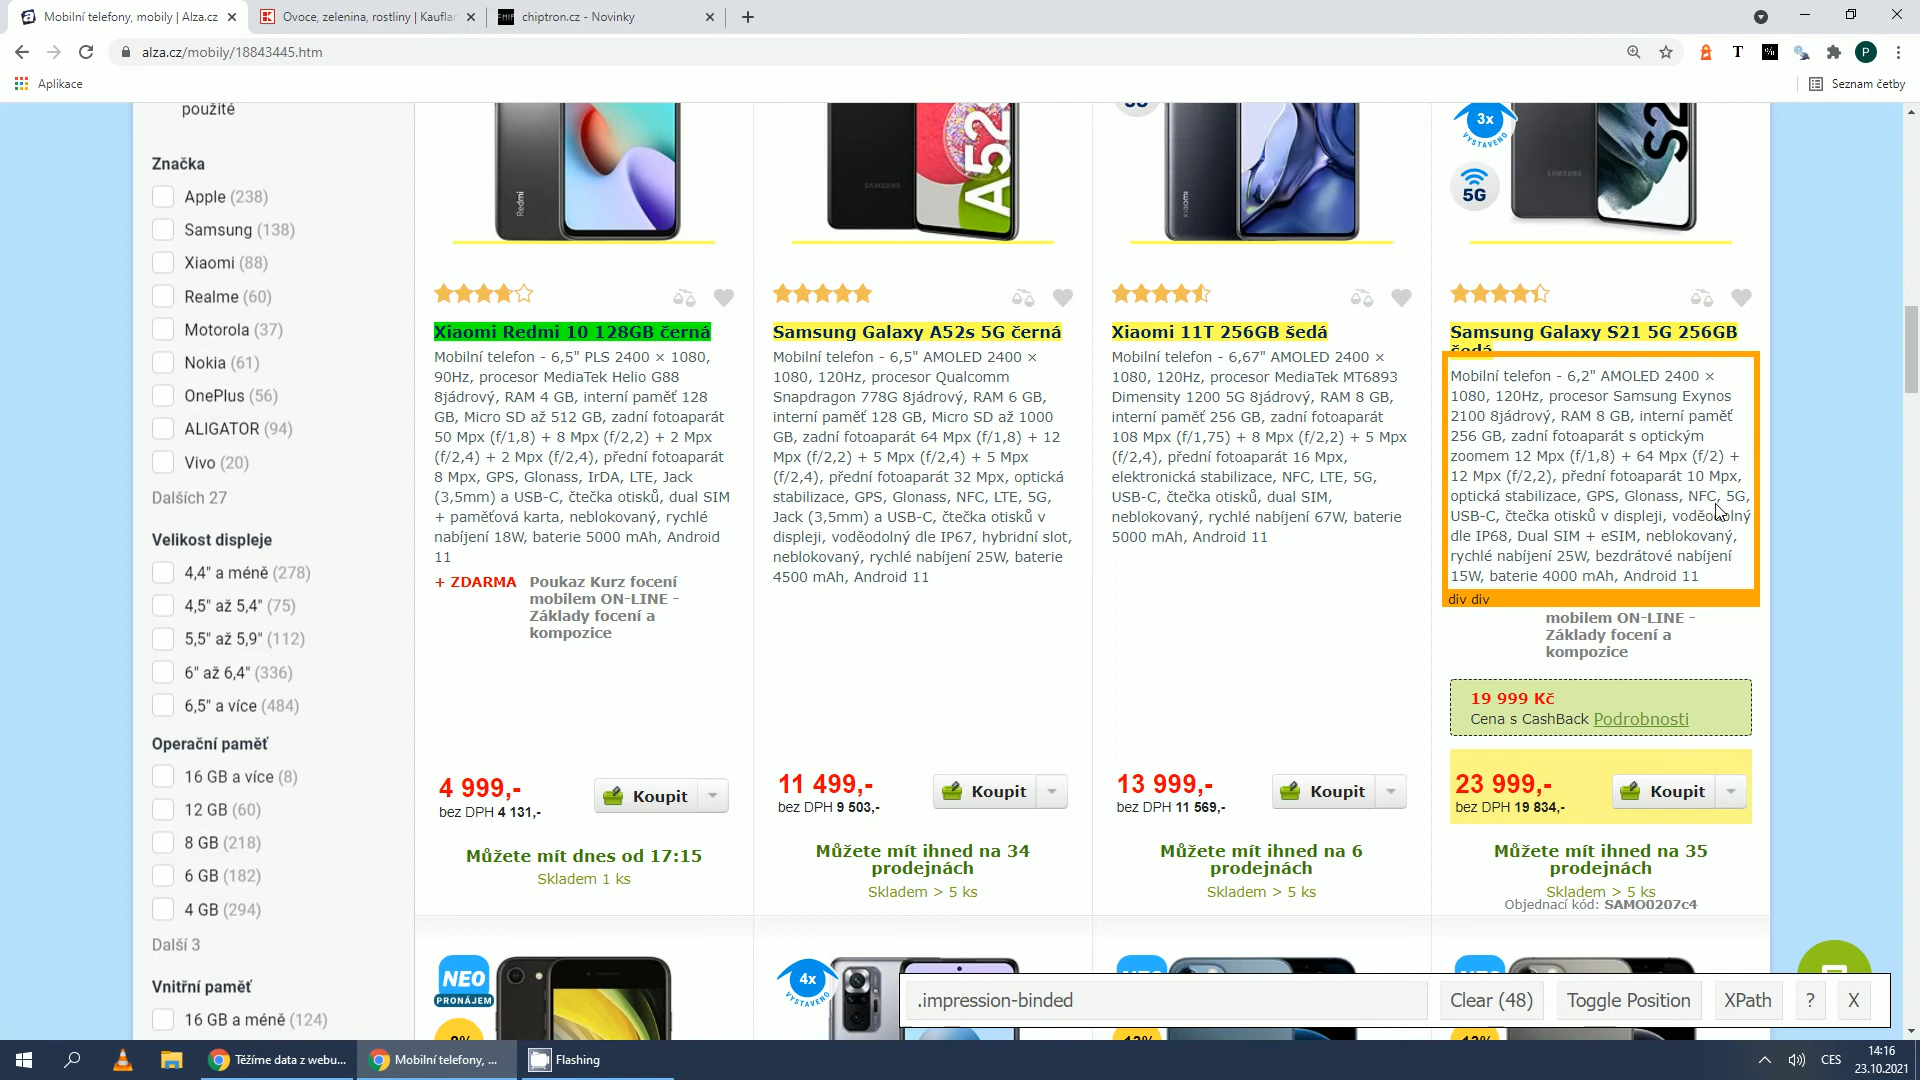 Mobilní telefony, mobily | Alza.cz
Ovoce, zelenina, rostliny | Kauflan
chiptron.cz - Novinky
alza.cz/mobily/18843445.htm
Aplikace
Seznam četby
použité
Značka
Apple (238)
Samsung (138)
Xiaomi (88)
Realme (60)
Motorola (37)
Nokia (61)
OnePlus (56)
ALIGATOR (94)
Vivo (20)
Dalších 27
Velikost displeje
4,4" a méně (278)
4,5" až 5,4" (75)
5,5" až 5,9" (112)
6" až 6,4" (336)
6,5" a více (484)
Operační paměť
16 GB a více (8)
12 GB (60)
8 GB (218)
6 GB (182)
4 GB (294)
Další 3
Vnitřní paměť
16 GB a méně (124)
Redmi
Xiaomi Redmi 10 128GB černá
Mobilní telefon - 6,5" PLS 2400 × 1080,
90Hz, procesor MediaTek Helio G88
8jádrový, RAM 4 GB, interní paměť 128
GB, Micro SD až 512 GB, zadní fotoaparát
50 Mpx (f/1,8) + 8 Mpx (f/2,2) + 2 Mpx
(f/2,4) + 2 Mpx (f/2,4), přední fotoaparát
8 Mpx, GPS, Glonass, IrDA, LTE, Jack
(3,5mm) a USB-C, čtečka otisků, dual SIM
+ paměťová karta, neblokovaný, rychlé
nabíjení 18W, baterie 5000 mAh, Android
11
+ ZDARMA Poukaz Kurz focení
mobilem ON-LINE -
Základy focení a
kompozice
4 999,-
bez DPH 4 131,-
Koupit
Můžete mít dnes od 17:15
Skladem 1 ks
SAMSUNG
A52
Samsung Galaxy A52s 5G černá
Mobilní telefon - 6,5" AMOLED 2400 ×
1080, 120Hz, procesor Qualcomm
Snapdragon 778G 8jádrový, RAM 6 GB,
interní paměť 128 GB, Micro SD až 1000
GB, zadní fotoaparát 64 Mpx (f/1,8) + 12
Mpx (f/2,2) + 5 Mpx (f/2,4) + 5 Mpx
(f/2,4), přední fotoaparát 32 Mpx, optická
stabilizace, GPS, Glonass, NFC, LTE, 5G,
Jack (3,5mm) a USB-C, čtečka otisků v
displeji, voděodolný dle IP67, hybridní slot,
neblokovaný, rychlé nabíjení 25W, baterie
4500 mAh, Android 11
11 499,-
bez DPH 9 503,-
Koupit
Můžete mít ihned na 34
prodejnách
Skladem > 5 ks
xiaomi
Xiaomi 11T 256GB šedá
Mobilní telefon - 6,67" AMOLED 2400 ×
1080, 120Hz, procesor MediaTek MT6893
Dimensity 1200 5G 8jádrový, RAM 8 GB,
interní paměť 256 GB, zadní fotoaparát
108 Mpx (f/1,75) + 8 Mpx (f/2,2) + 5 Mpx
(f/2,4), přední fotoaparát 16 Mpx,
elektronická stabilizace, NFC, LTE, 5G,
USB-C, čtečka otisků, dual SIM,
neblokovaný, rychlé nabíjení 67W, baterie
5000 mAh, Android 11
13 999,-
bez DPH 11 569,-
Koupit
Můžete mít ihned na 6
prodejnách
Skladem > 5 ks
3x
VYSTAVENO
5G
SAMSUNG
S2
Samsung Galaxy S21 5G 256GB
šedá
Mobilní telefon - 6,2" AMOLED 2400 ×
1080, 120Hz, procesor Samsung Exynos
2100 8jádrový, RAM 8 GB, interní paměť
256 GB, zadní fotoaparát s optickým
zoomem 12 Mpx (f/1,8) + 64 Mpx (f/2) +
12 Mpx (f/2,2), přední fotoaparát 10 Mpx,
optická stabilizace, GPS, Glonass, NFC, 5G,
USB-C, čtečka otisků v displeji, voděodolný
dle IP68, Dual SIM + eSIM, neblokovaný,
rychlé nabíjení 25W, bezdrátové nabíjení
15W, baterie 4000 mAh, Android 11
div div
mobilem ON-LINE -
Základy focení a
kompozice
19 999 Kč
Cena s CashBack Podrobnosti
23 999,-
bez DPH 19 834,-
Koupit
Můžete mít ihned na 35
prodejnách
Skladem > 5 ks
Objednací kód: SAMO0207c4
NEO
PRONÁJEM
4x
VYSTAVENO
NEO
NEO
.impression-binded
Clear (48)
Toggle Position
XPath
?
X
Těžíme data z webu...
Mobilní telefony, ...
Flashing
CES
14:16
23.10.2021